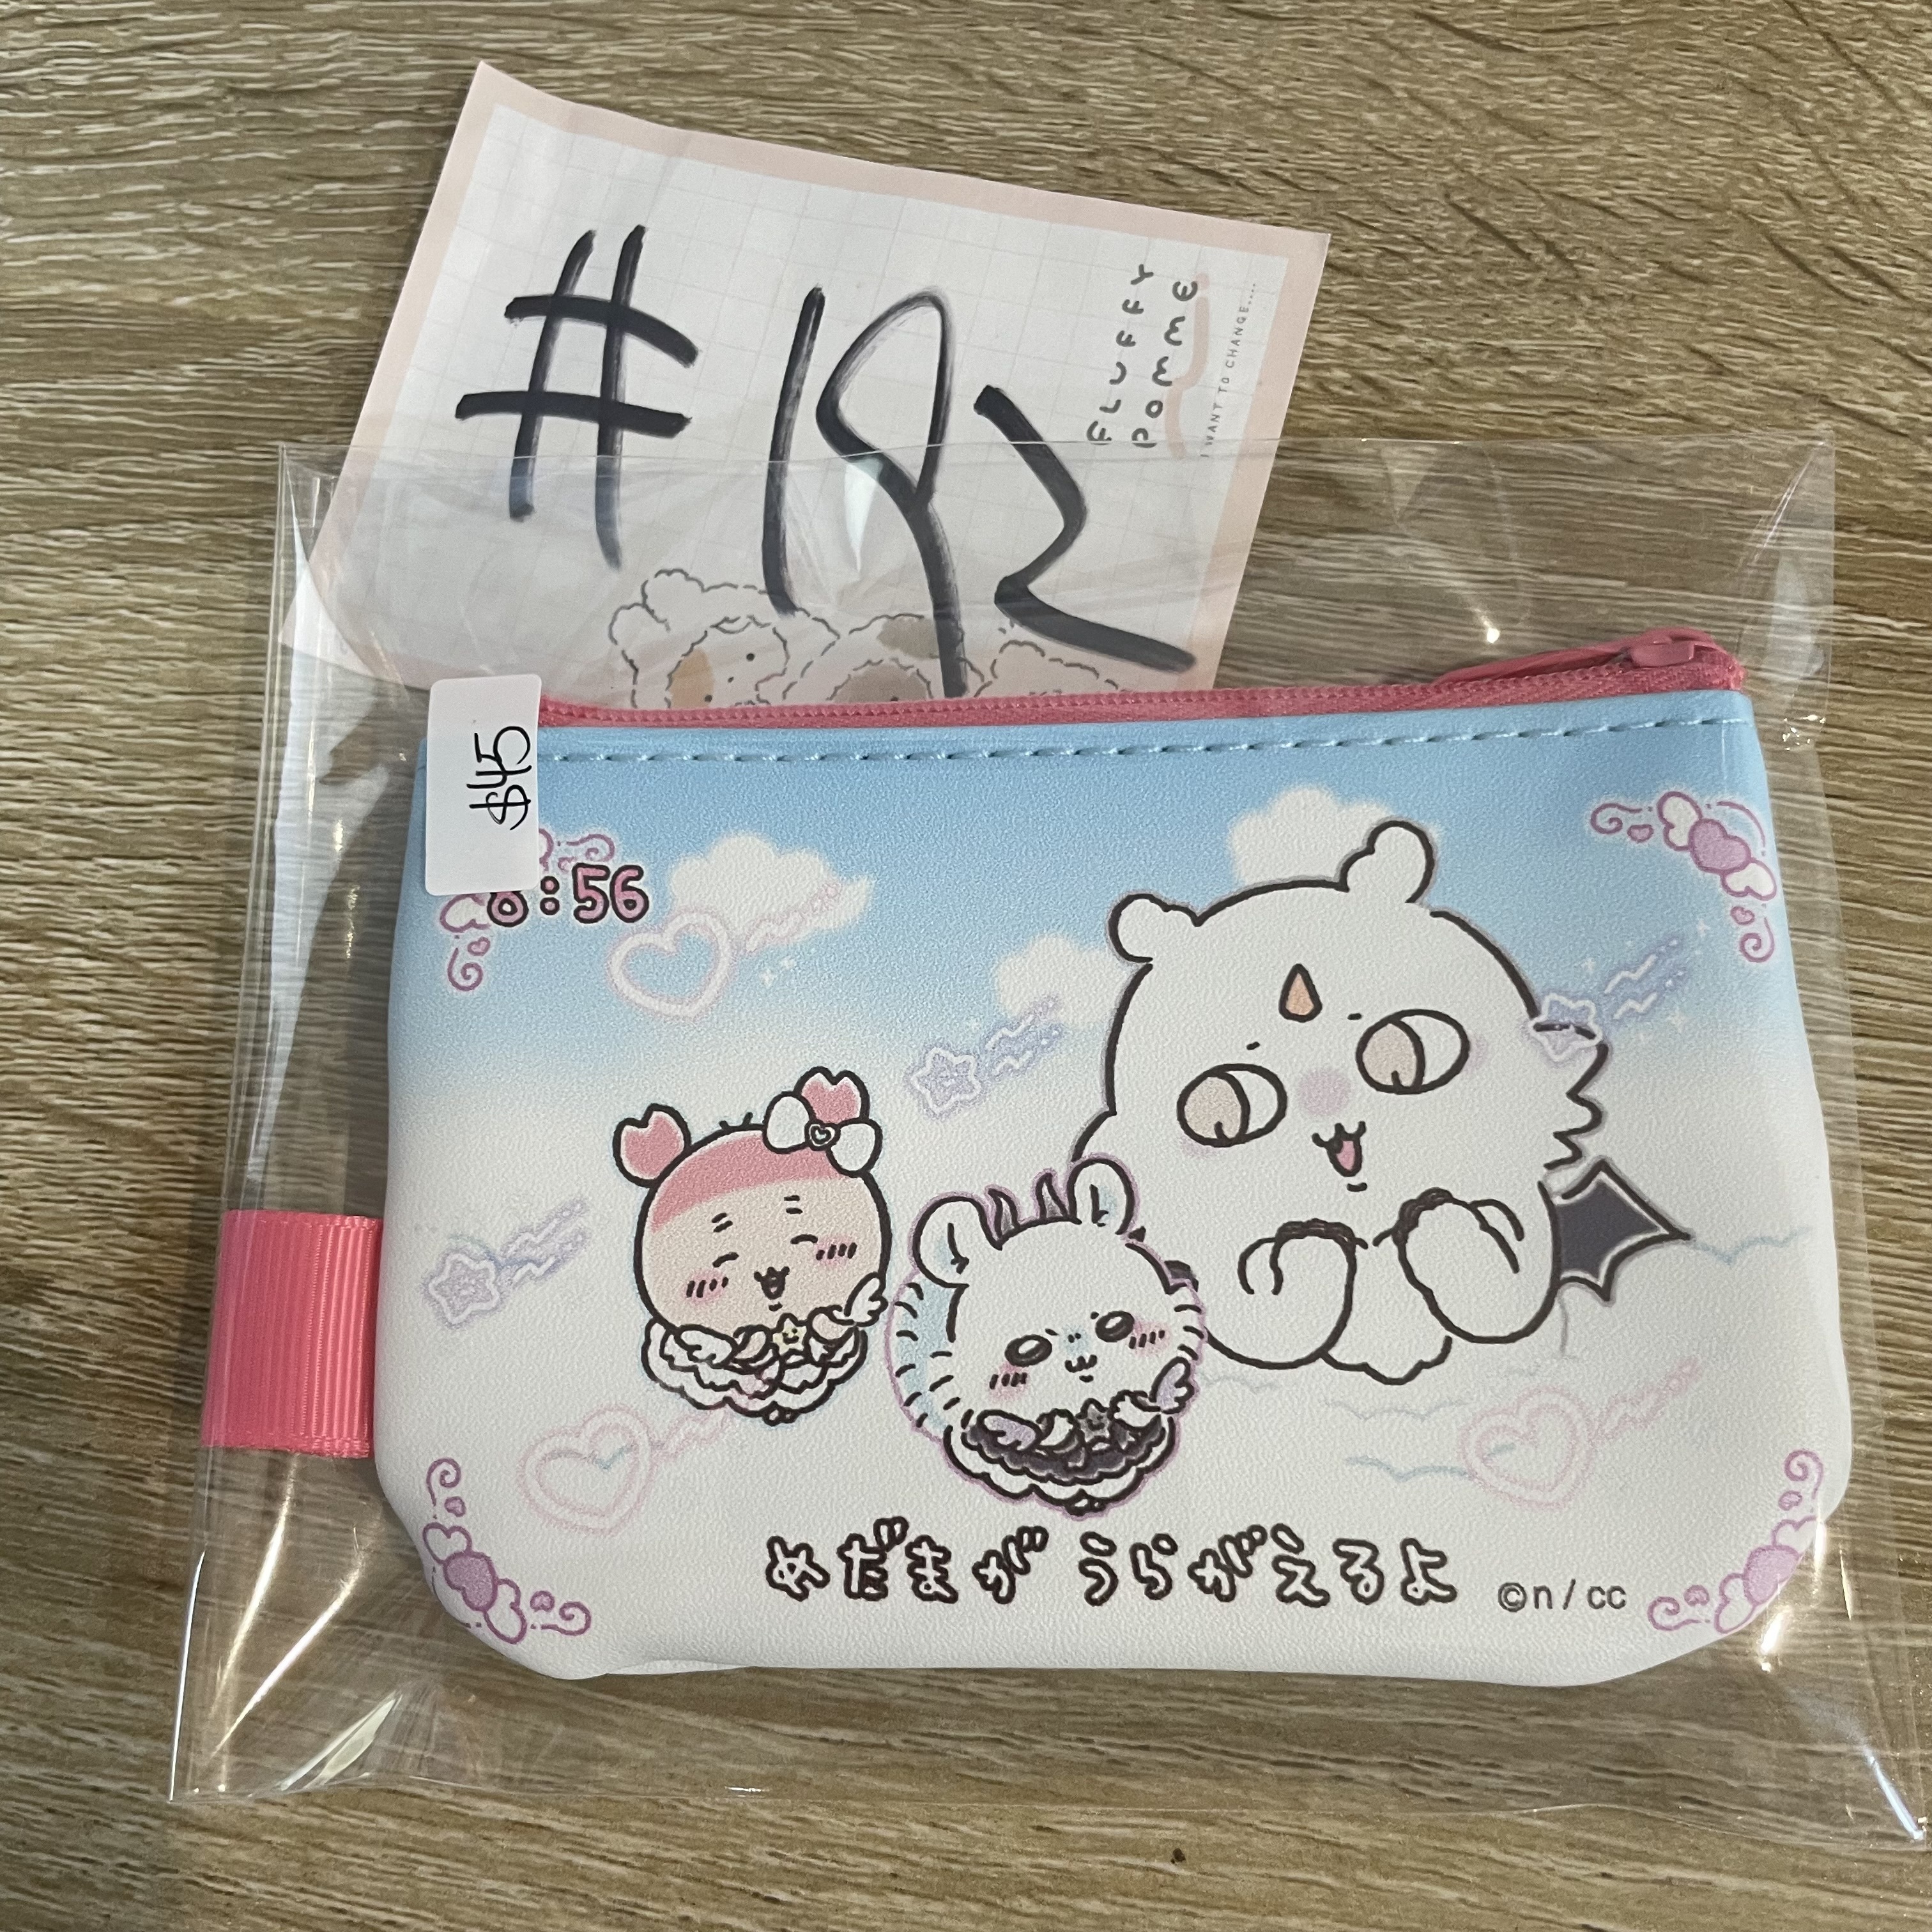 #192
FLUFFY
POMME
I WANT TO CHANGE....
$45
8:56
めだまが うらがえるよ
©n/cc